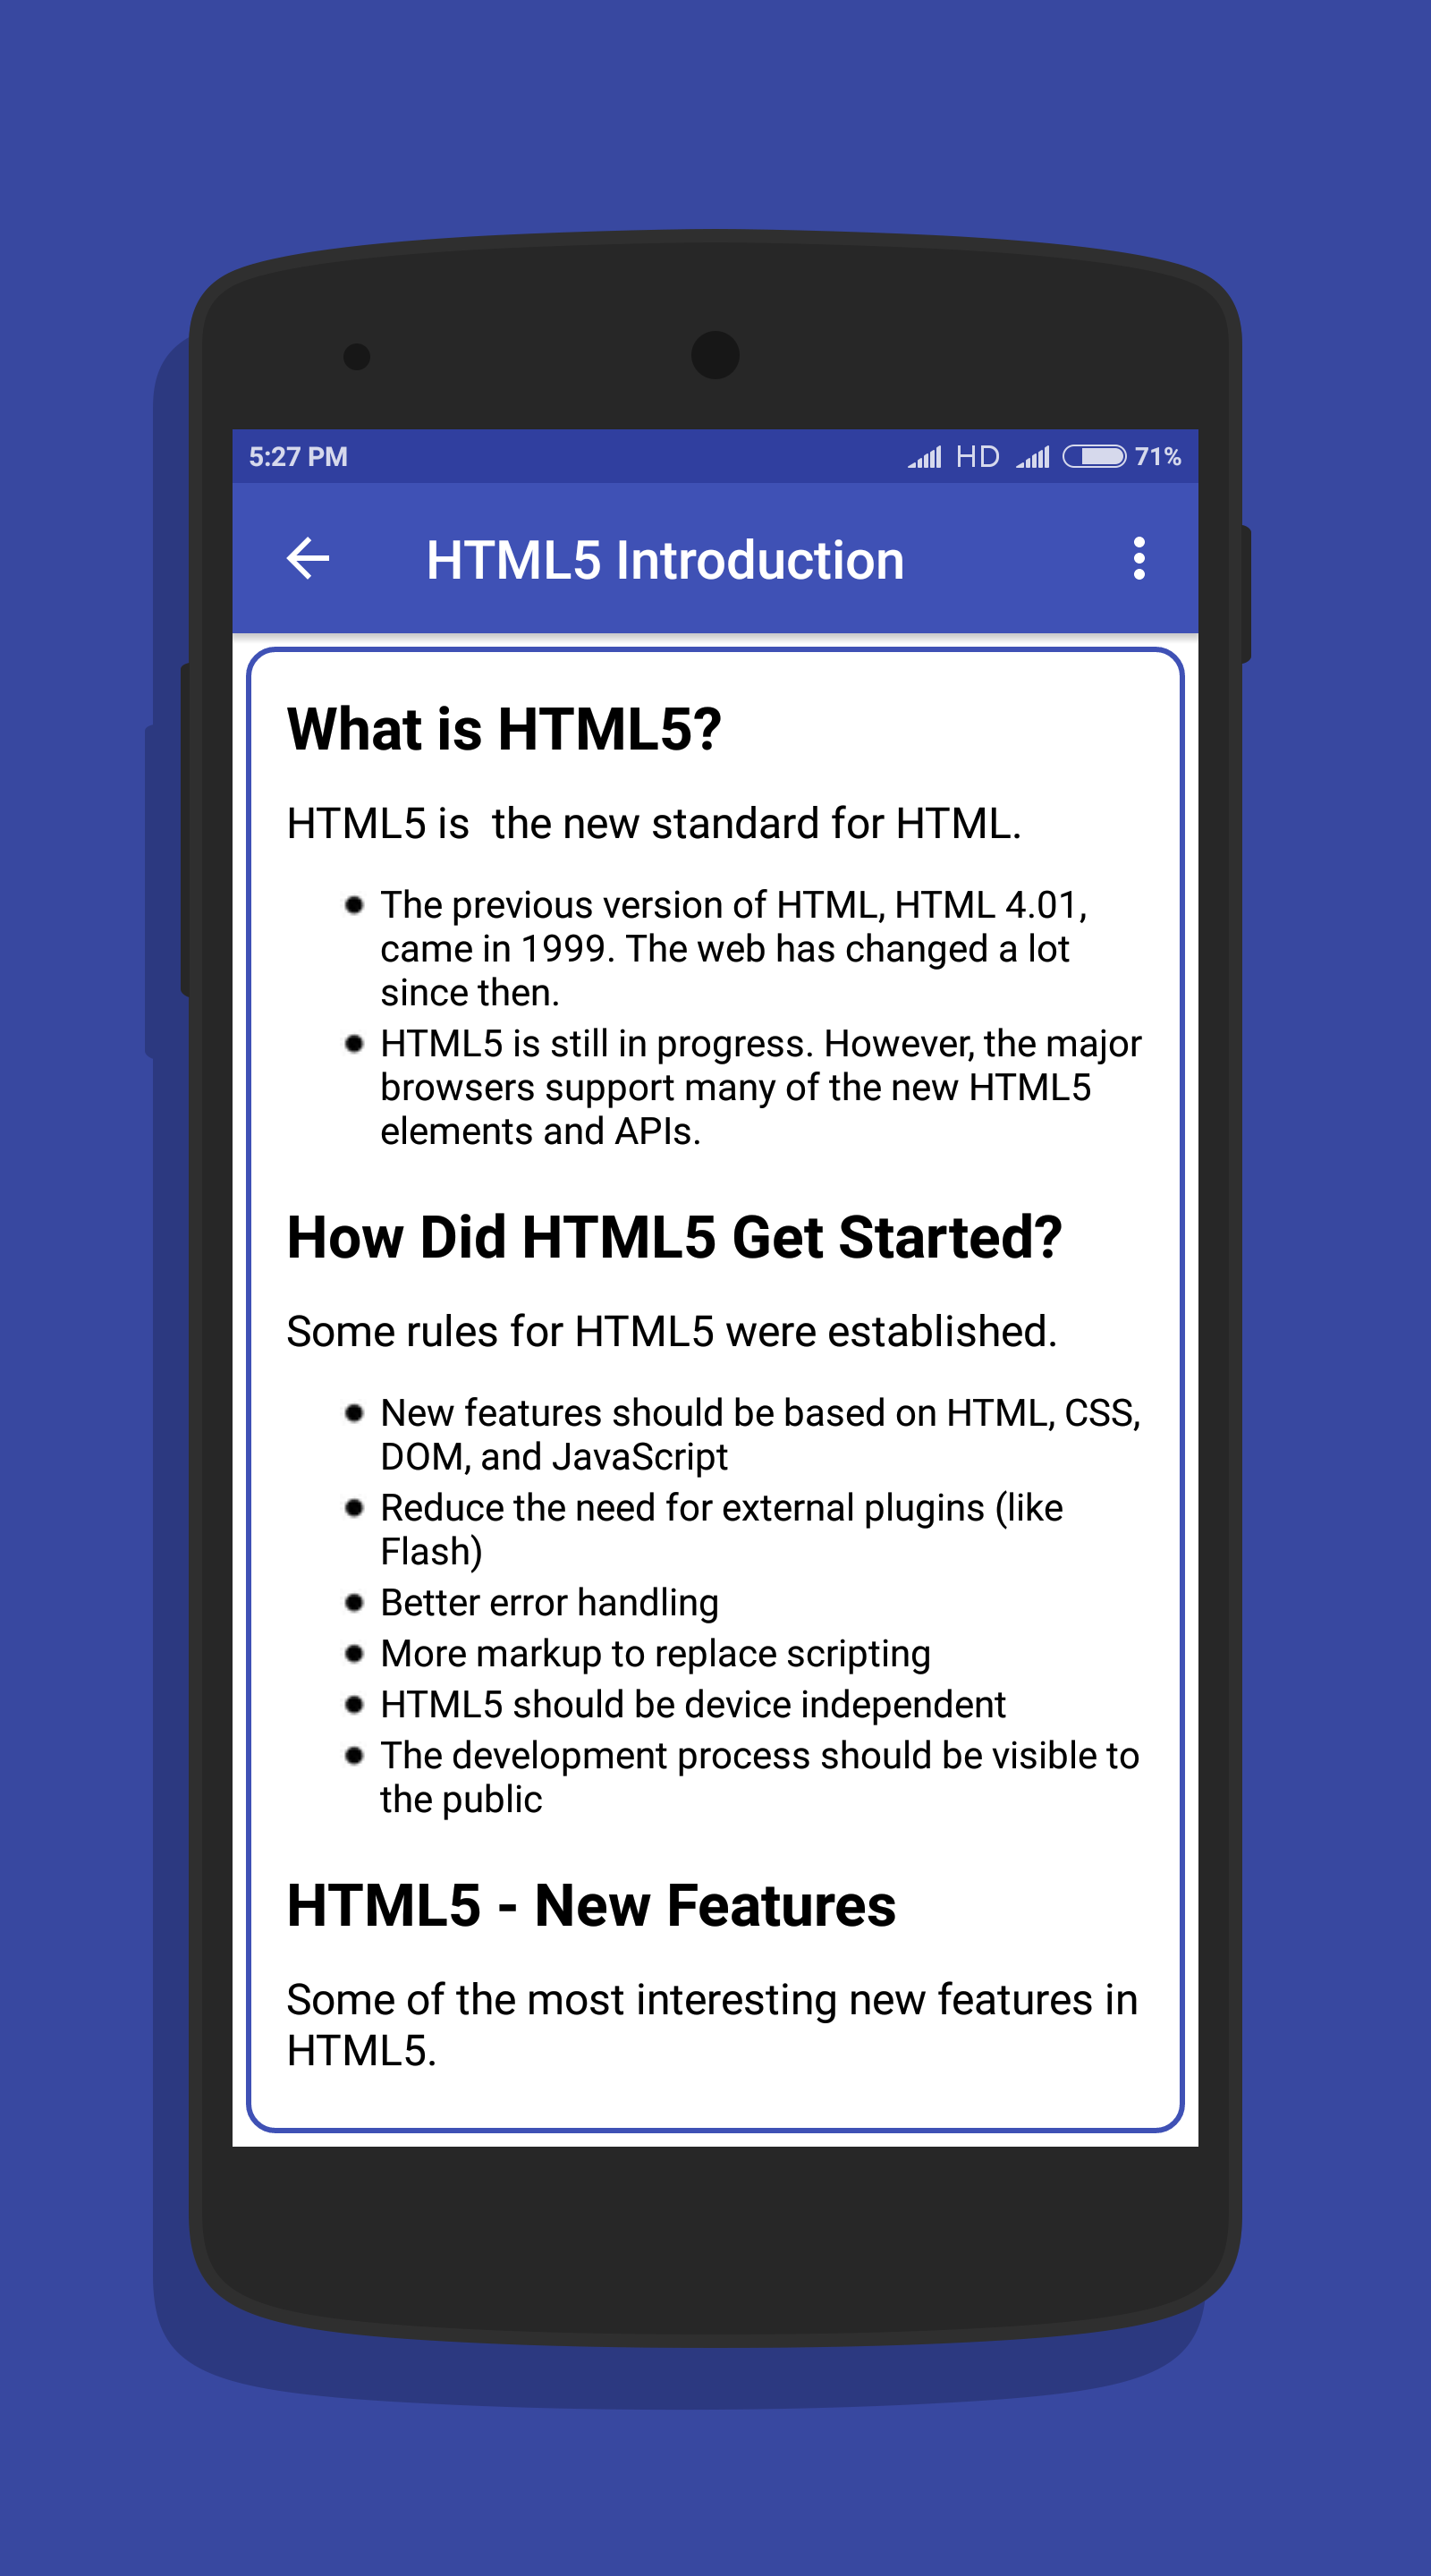 5:27 PM HD 71%
HTML5 Introduction
What is HTML5?
HTML5 is  the new standard for HTML.
The previous version of HTML, HTML 4.01,
came in 1999. The web has changed a lot
since then.
HTML5 is still in progress. However, the major
browsers support many of the new HTML5
elements and APIs.
How Did HTML5 Get Started?
Some rules for HTML5 were established.
New features should be based on HTML, CSS,
DOM, and JavaScript
Reduce the need for external plugins (like
Flash)
Better error handling
More markup to replace scripting
HTML5 should be device independent
The development process should be visible to
the public
HTML5 - New Features
Some of the most interesting new features in
HTML5.